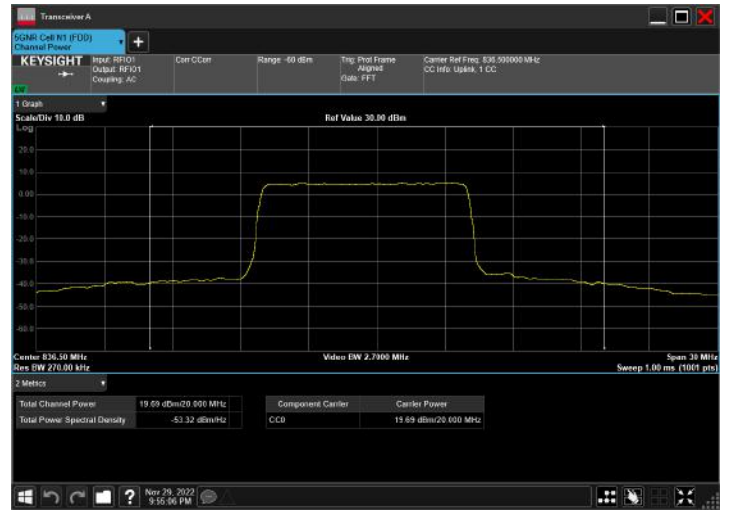 Transceiver A
5GNR Cell N1 (FDD)
Channel Power
KEYSIGHT
Input: RFIO1
Output: RFIO1
Coupling: AC
Corr CCorr
Range: -60 dBm
Trig: Prot Frame
Aligned
Gate: FFT
Carrier Ref Freq: 836.500000 MHz
CC Info: Uplink, 1 CC
1 Graph
Scale/Div 10.0 dB
Ref Value 30.00 dBm
Log
20.0
10.0
0.00
-10.0
-20.0
-30.0
-40.0
-50.0
-60.0
Center 836.50 MHz
Video BW 2.7000 MHz
Span 30 MHz
Res BW 270.00 kHz
Sweep 1.00 ms (1001 pts)
2 Metrics
Total Channel Power 19.69 dBm/20.000 MHz
Total Power Spectral Density -53.32 dBm/Hz
Component Carrier Carrier Power
CC0 19.69 dBm/20.000 MHz
Nov 29, 2022
9:55:06 PM